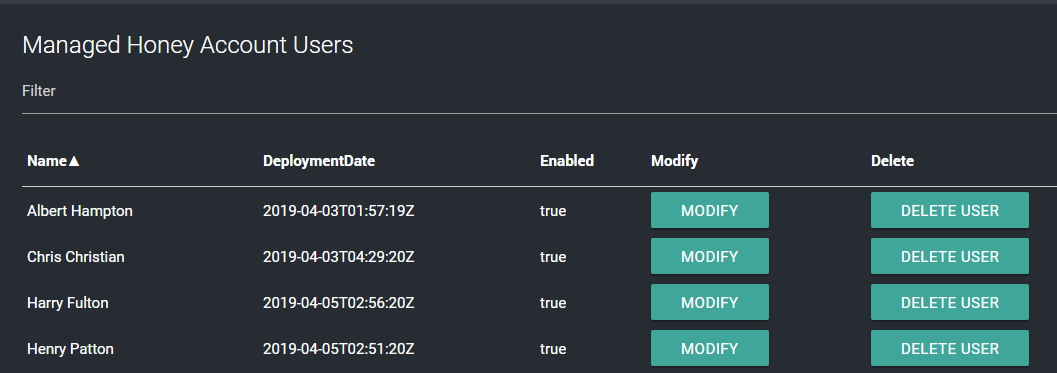 Managed Honey Account Users
Filter
Name▲ DeploymentDate Enabled Modify Delete
Albert Hampton 2019-04-03T01:57:19Z true MODIFY DELETE USER
Chris Christian 2019-04-03T04:29:20Z true MODIFY DELETE USER
Harry Fulton 2019-04-05T02:56:20Z true MODIFY DELETE USER
Henry Patton 2019-04-05T02:51:20Z true MODIFY DELETE USER